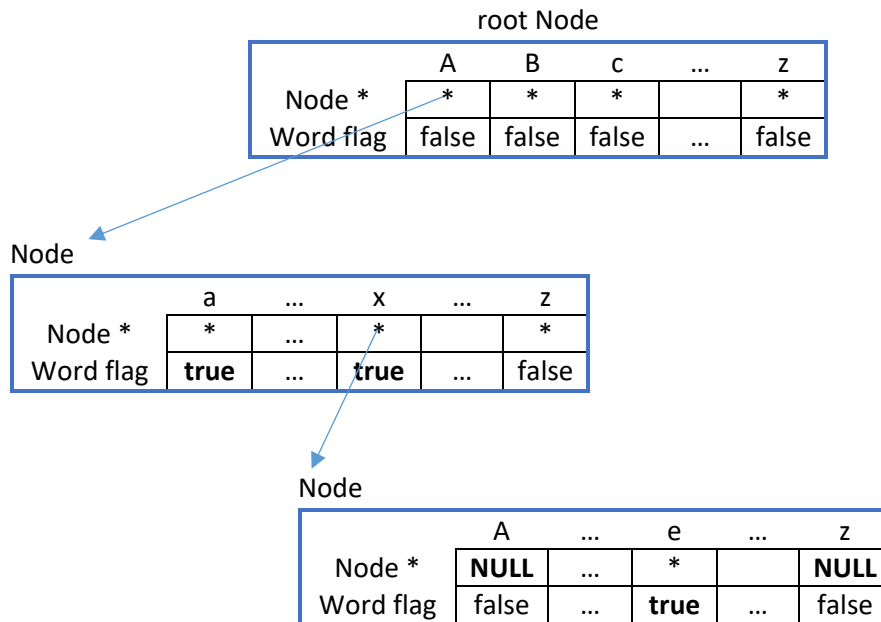 root Node
A B c ... z
Node * * * * *
Word flag false false false ... false
Node
a ... x ... z
Node * * ... * *
Word flag true ... true ... false
Node
A ... e ... z
Node * NULL ... * NULL
Word flag false ... true ... false